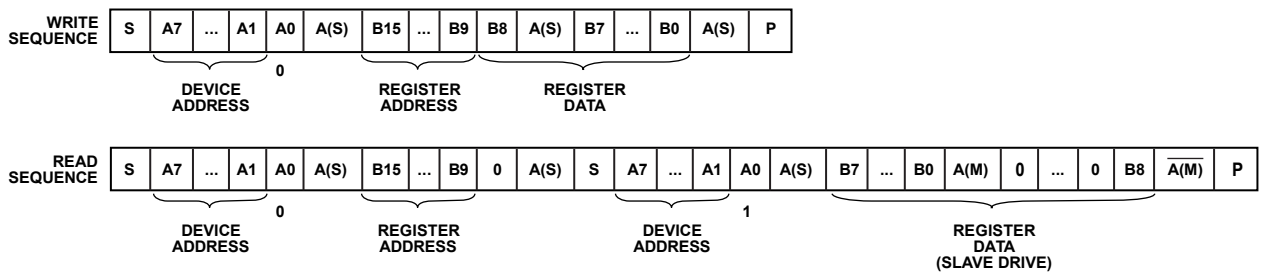 WRITE
SEQUENCE
S A7 ... A1 A0 A(S) B15 ... B9 B8 A(S) B7 ... B0 A(S) P
0
DEVICE
ADDRESS
REGISTER
ADDRESS
REGISTER
DATA
READ
SEQUENCE
S A7 ... A1 A0 A(S) B15 ... B9 0 A(S) S A7 ... A1 A0 A(S) B7 ... B0 A(M) 0 ... 0 B8 A(M) P
0 1
DEVICE
ADDRESS
REGISTER
ADDRESS
DEVICE
ADDRESS
REGISTER
DATA
(SLAVE DRIVE)